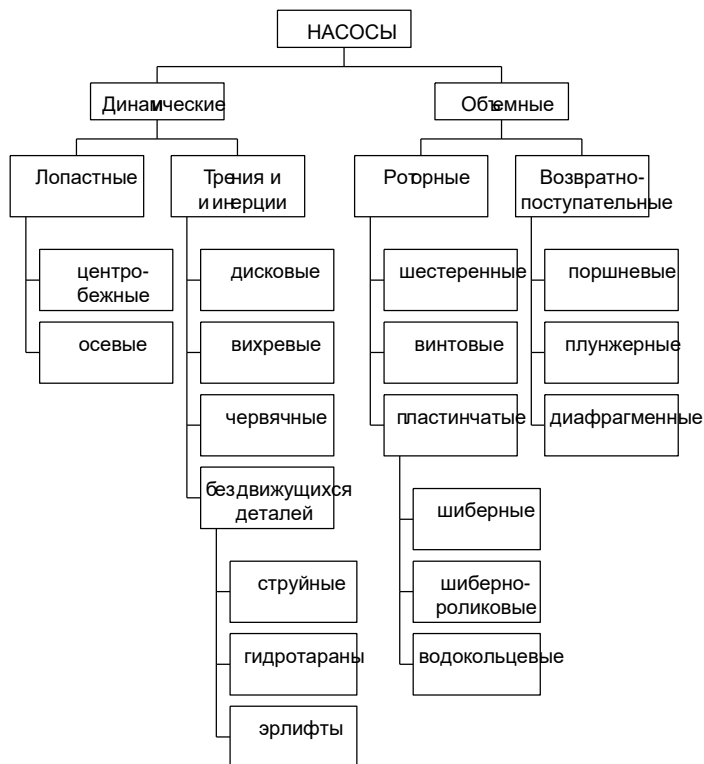 НАСОСЫ
Динамические
Объемные
Лопастные
Трения и
и инерции
Роторные
Возвратно-
поступательные
центро-
бежные
осевые
дисковые
вихревые
червячные
без движущихся
деталей
струйные
гидротараны
эрлифты
шестеренные
винтовые
пластинчатые
шиберные
шиберно-
роликовые
водокольцевые
поршневые
плунжерные
диафрагменные